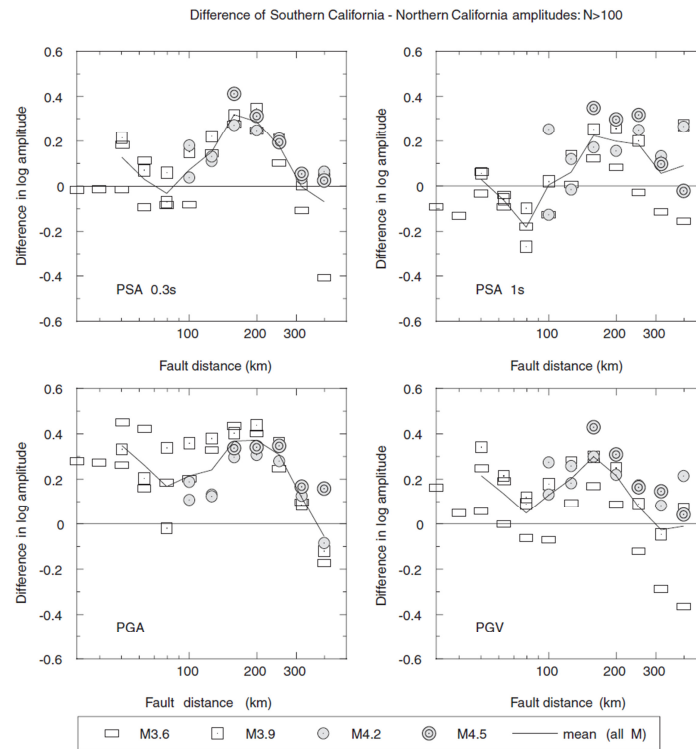 Difference of Southern California - Northern California amplitudes: N>100
0.6
0.4
0.2
0
-0.2
-0.4
-0.6
Difference in log amplitude
PSA 0.3s
100 200 300
Fault distance (km)
0.6
0.4
0.2
0
-0.2
-0.4
-0.6
Difference in log amplitude
PSA 1s
100 200 300
Fault distance (km)
0.6
0.4
0.2
0
-0.2
-0.4
-0.6
Difference in log amplitude
PGA
100 200 300
Fault distance (km)
0.6
0.4
0.2
0
-0.2
-0.4
-0.6
Difference in log amplitude
PGV
100 200 300
Fault distance (km)
M3.6 M3.9 M4.2 M4.5 mean (all M)